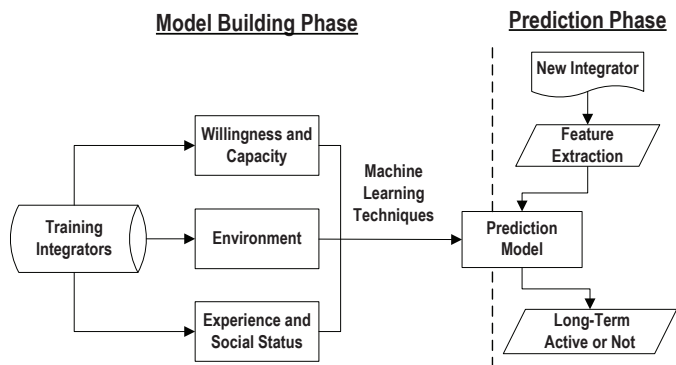 Model Building Phase
Prediction Phase
New Integrator
Willingness and
Capacity
Feature
Extraction
Machine
Learning
Techniques
Training
Integrators
Environment
Prediction
Model
Experience and
Social Status
Long-Term
Active or Not